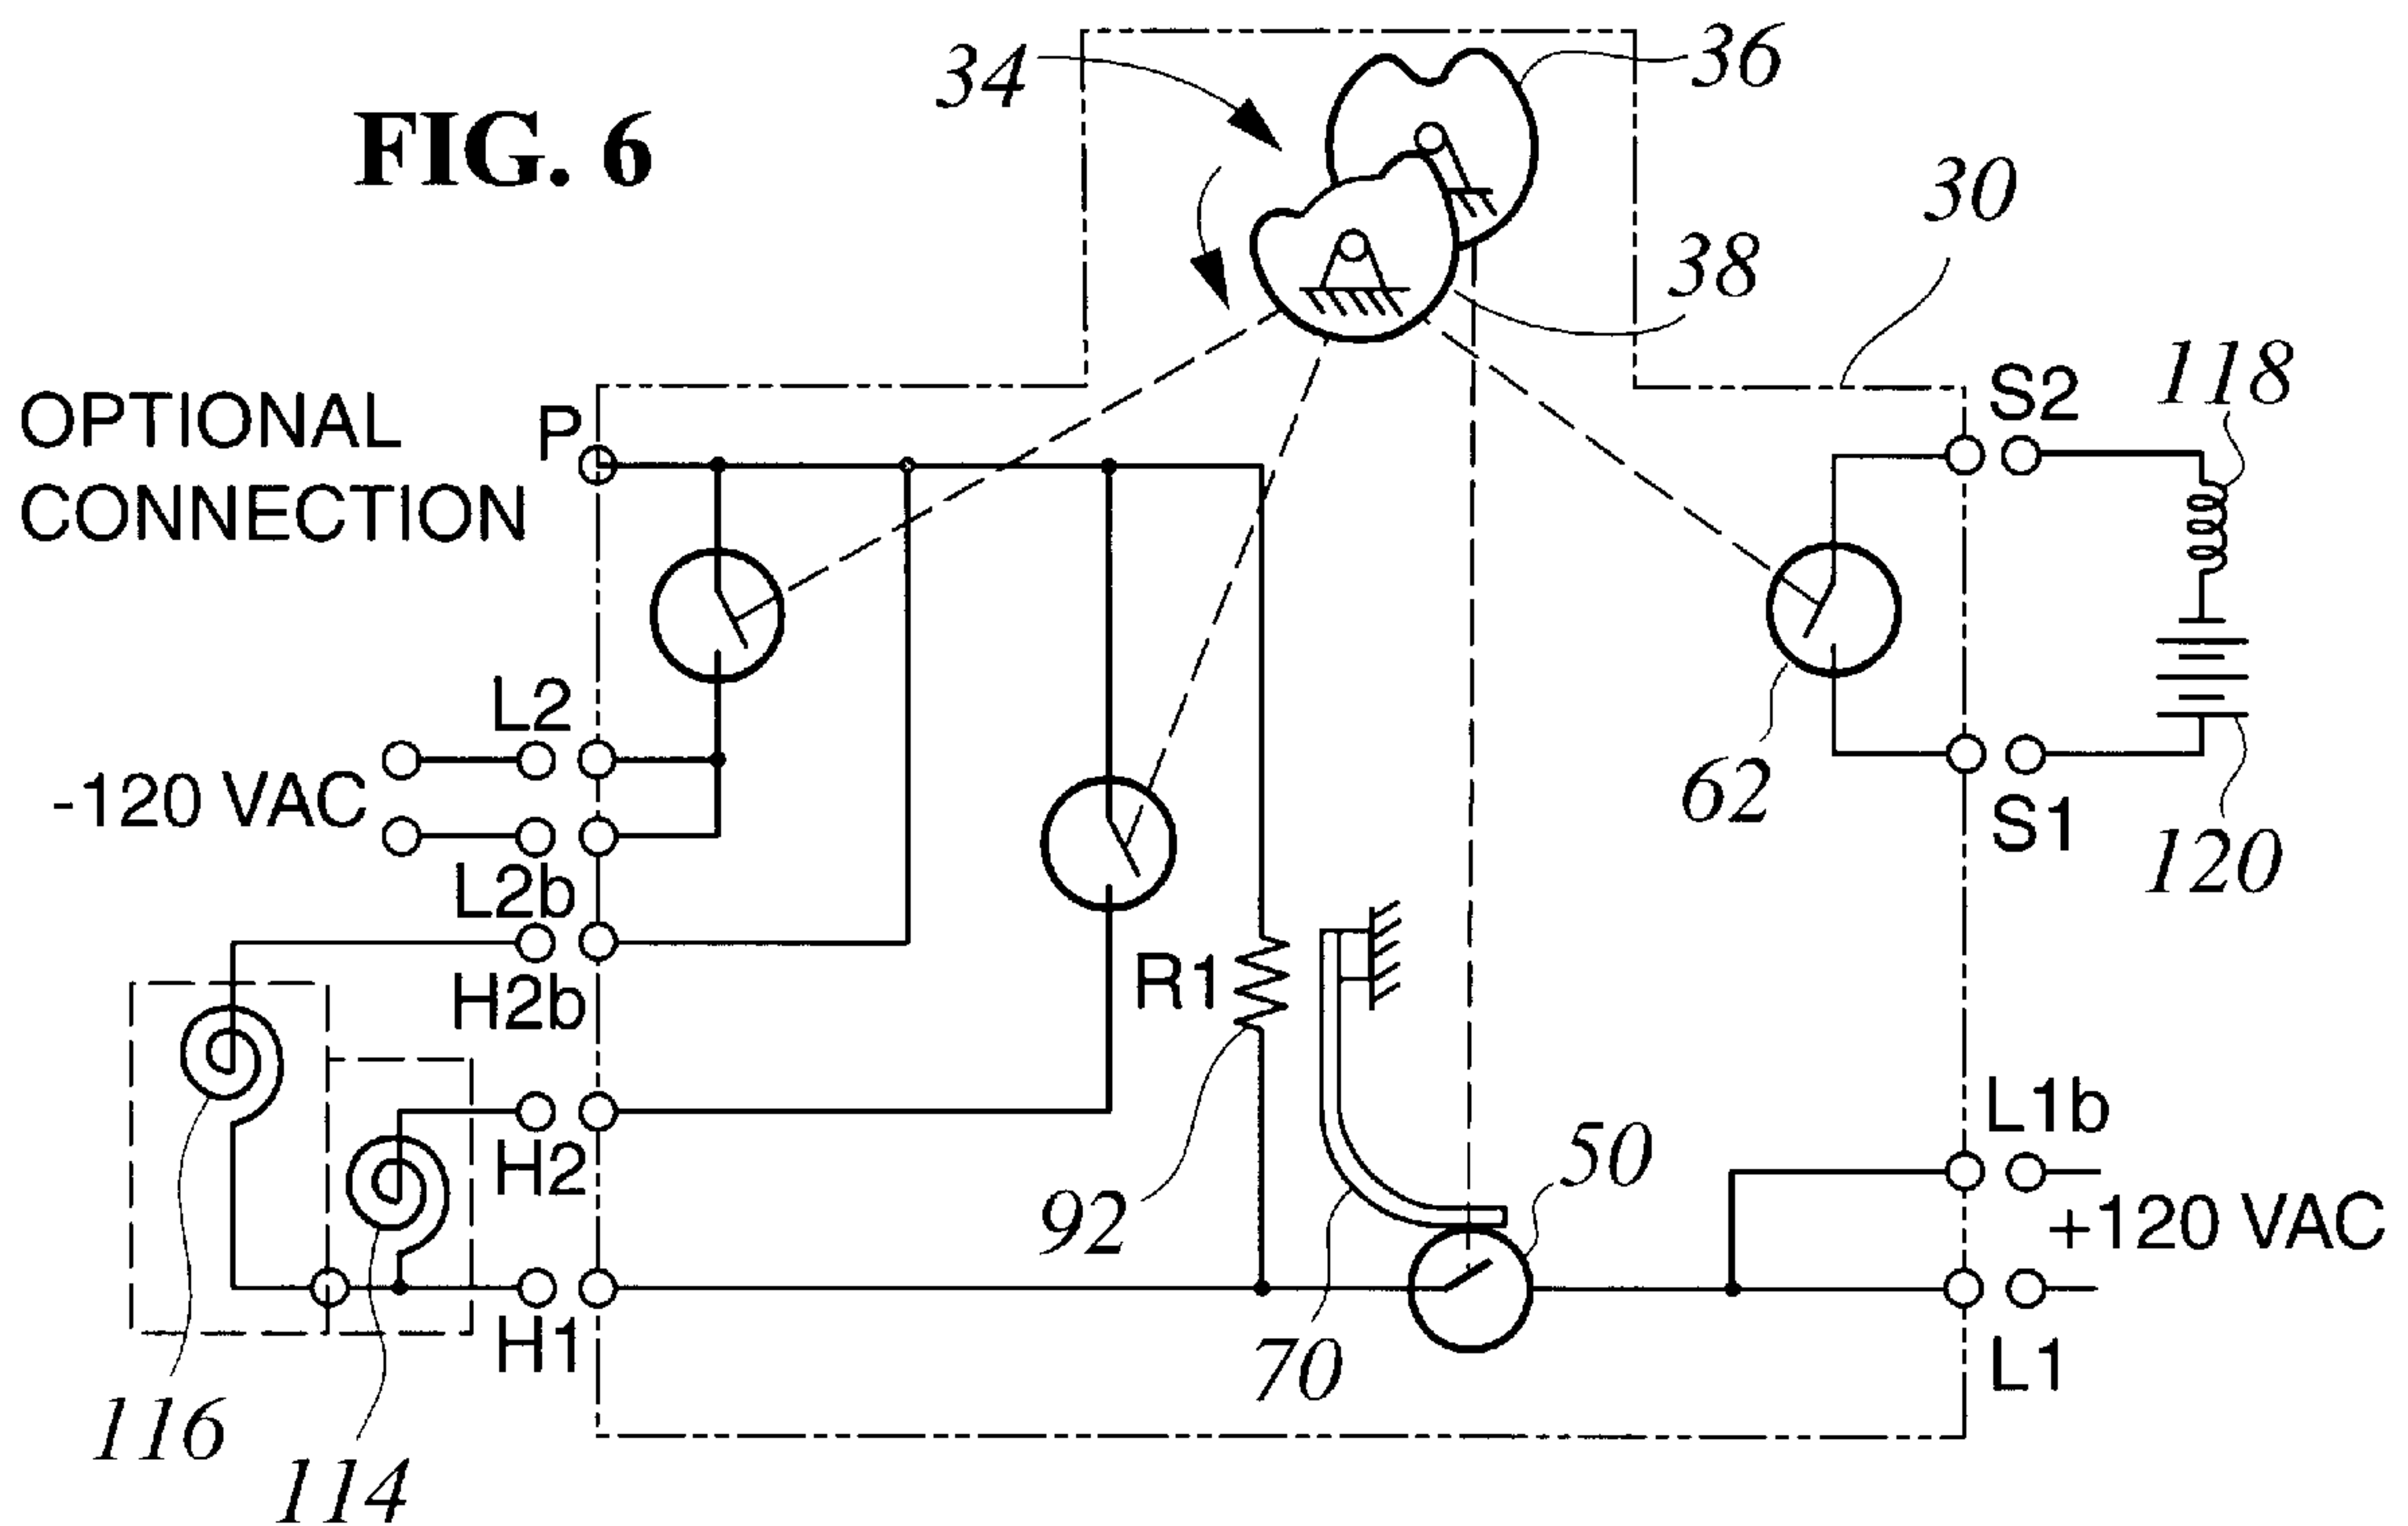 FIG. 6
34
36
30
38
OPTIONAL
CONNECTION
P
S2
118
L2
-120 VAC
L2b
62
S1
120
H2b
R1
H2
92
50
L1b
+120 VAC
H1
70
L1
116
114